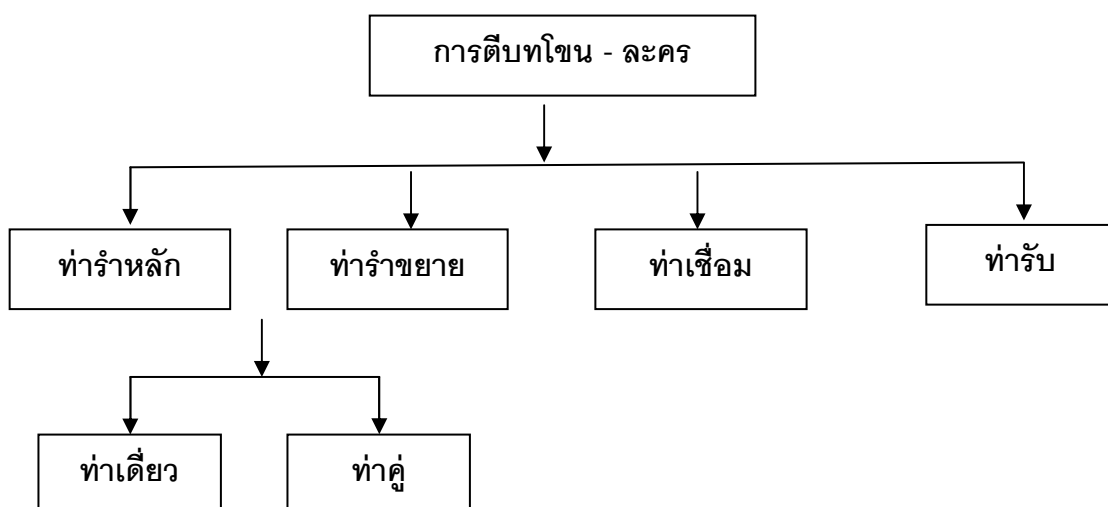 การตีบทโขน - ละคร
ท่ารำหลัก
ท่ารำขยาย
ท่าเชื่อม
ท่ารับ
ท่าเดี่ยว
ท่าคู่